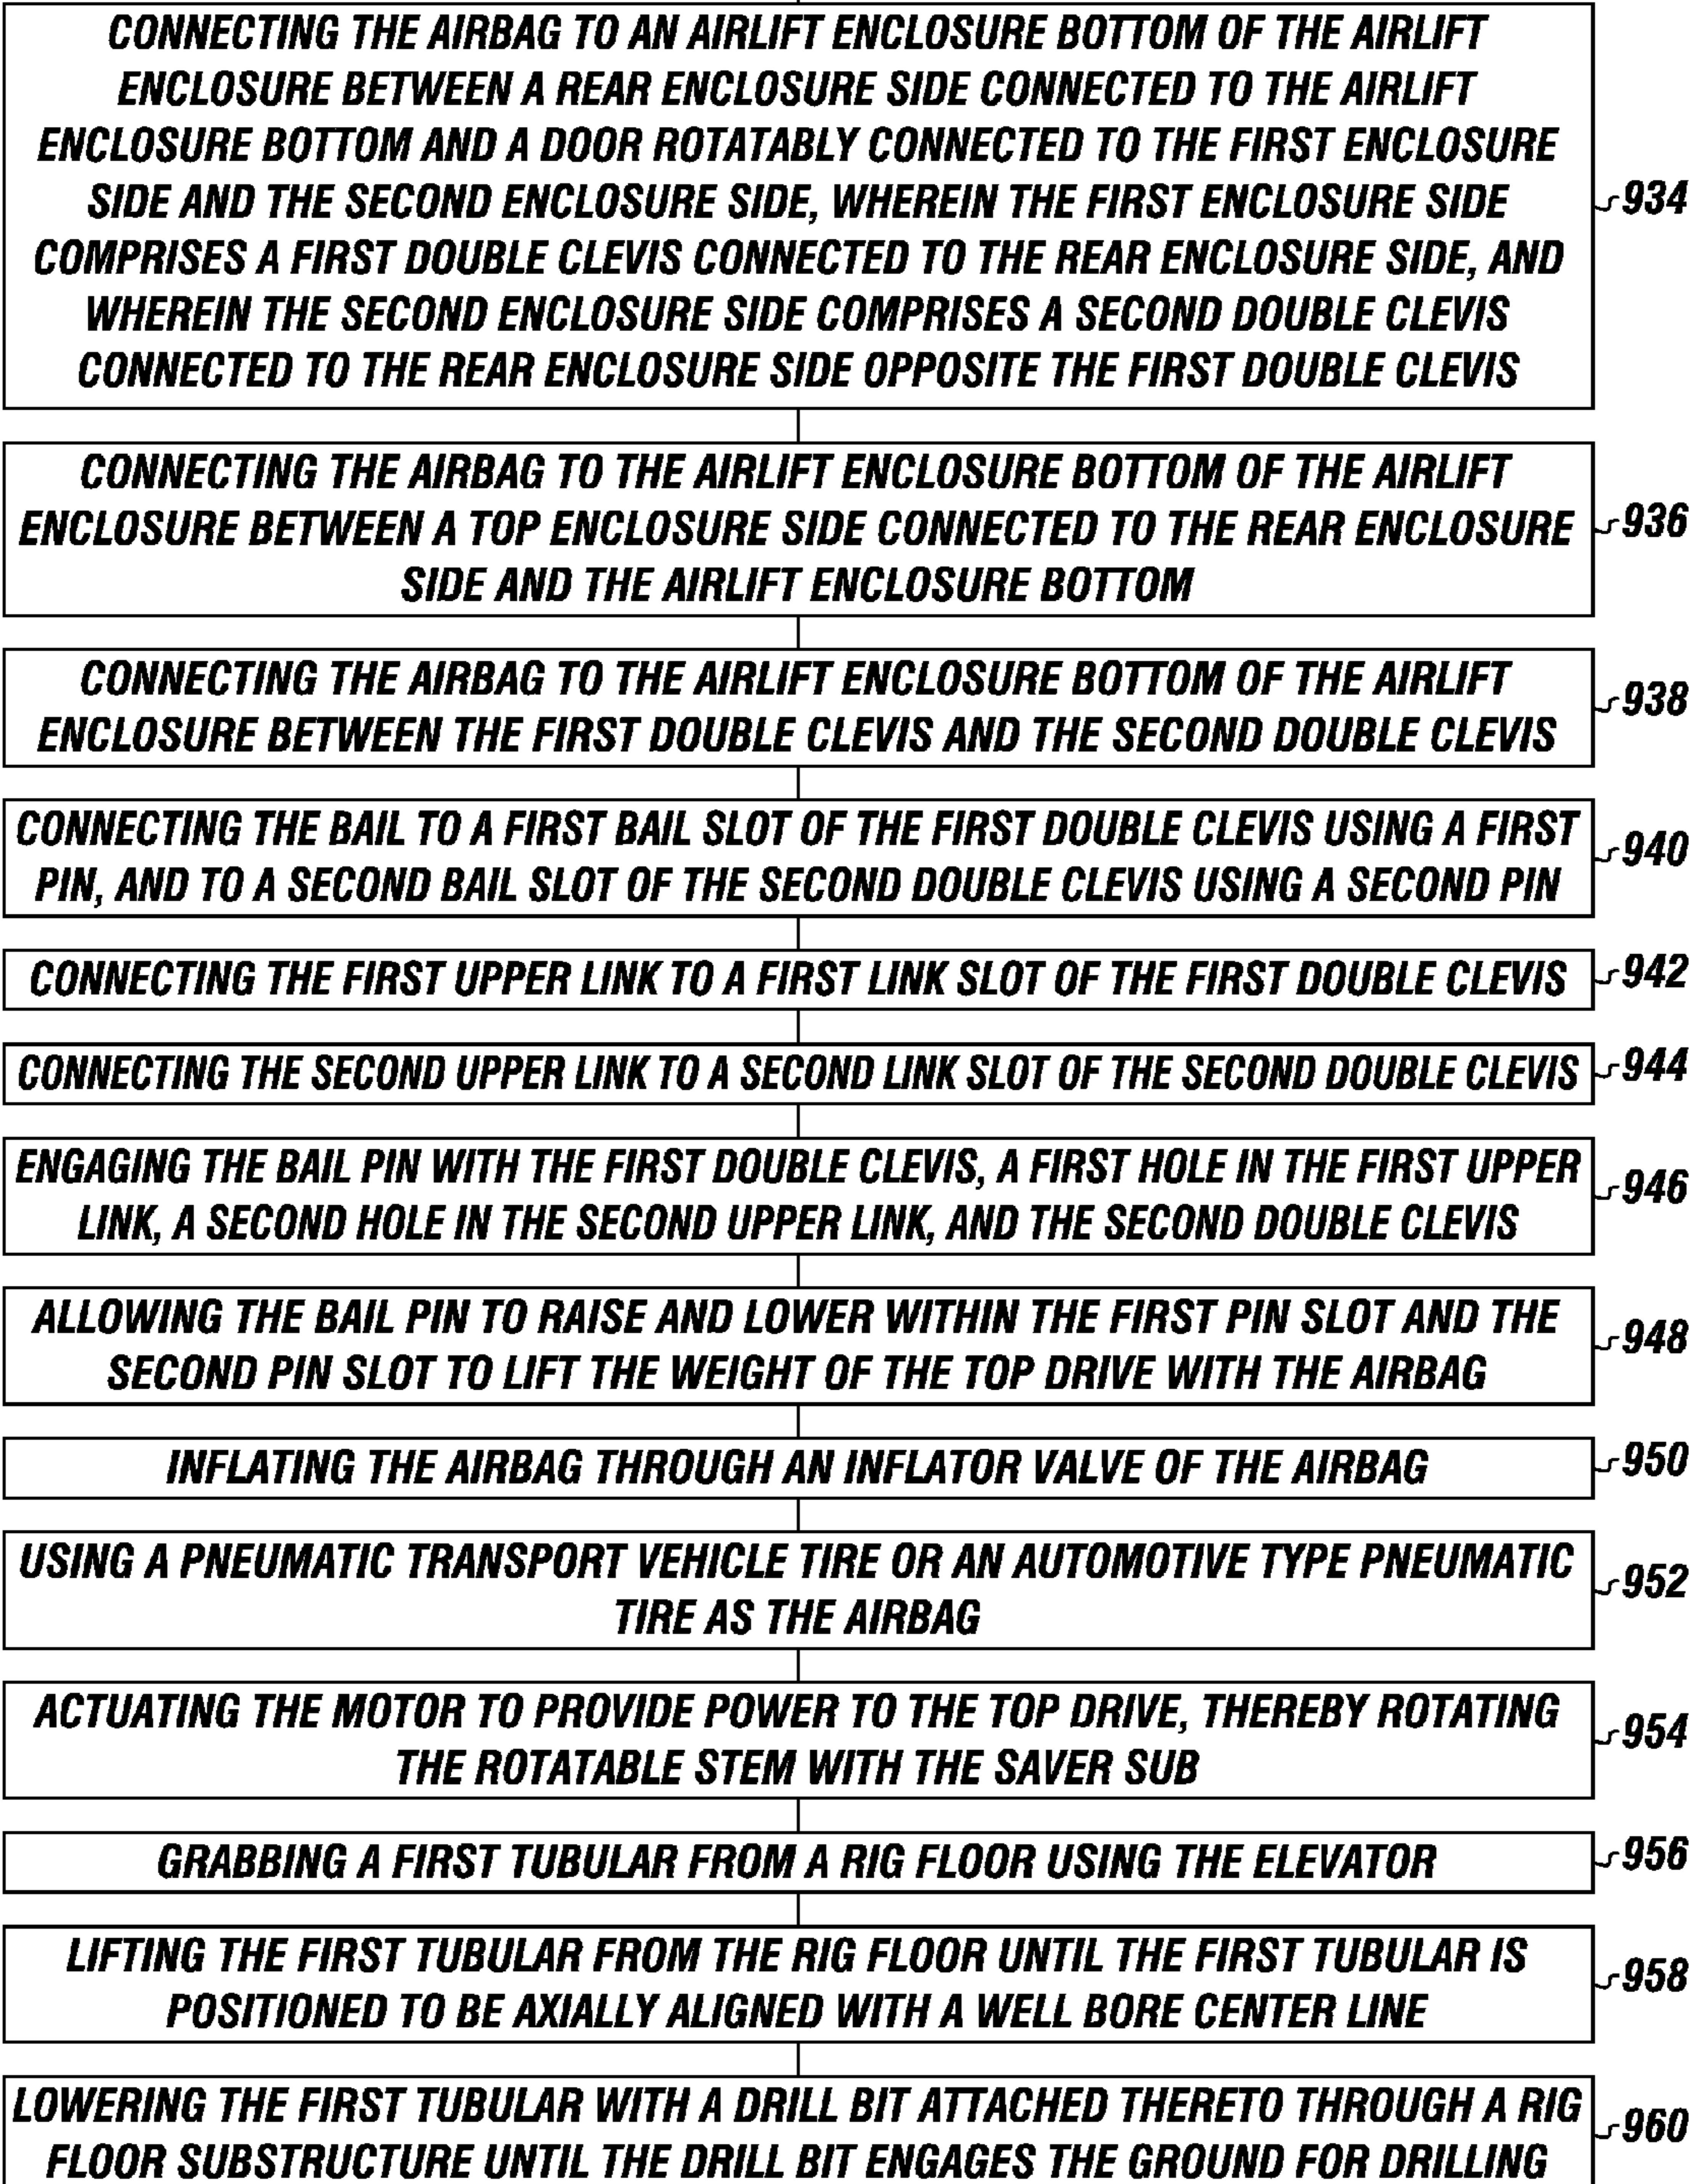 CONNECTING THE AIRBAG TO AN AIRLIFT ENCLOSURE BOTTOM OF THE AIRLIFT
ENCLOSURE BETWEEN A REAR ENCLOSURE SIDE CONNECTED TO THE AIRLIFT
ENCLOSURE BOTTOM AND A DOOR ROTATABLY CONNECTED TO THE FIRST ENCLOSURE
SIDE AND THE SECOND ENCLOSURE SIDE, WHEREIN THE FIRST ENCLOSURE SIDE
COMPRISES A FIRST DOUBLE CLEVIS CONNECTED TO THE REAR ENCLOSURE SIDE, AND
WHEREIN THE SECOND ENCLOSURE SIDE COMPRISES A SECOND DOUBLE CLEVIS
CONNECTED TO THE REAR ENCLOSURE SIDE OPPOSITE THE FIRST DOUBLE CLEVIS
934
CONNECTING THE AIRBAG TO THE AIRLIFT ENCLOSURE BOTTOM OF THE AIRLIFT
ENCLOSURE BETWEEN A TOP ENCLOSURE SIDE CONNECTED TO THE REAR ENCLOSURE
SIDE AND THE AIRLIFT ENCLOSURE BOTTOM
936
CONNECTING THE AIRBAG TO THE AIRLIFT ENCLOSURE BOTTOM OF THE AIRLIFT
ENCLOSURE BETWEEN THE FIRST DOUBLE CLEVIS AND THE SECOND DOUBLE CLEVIS
938
CONNECTING THE BAIL TO A FIRST BAIL SLOT OF THE FIRST DOUBLE CLEVIS USING A FIRST
PIN, AND TO A SECOND BAIL SLOT OF THE SECOND DOUBLE CLEVIS USING A SECOND PIN
940
CONNECTING THE FIRST UPPER LINK TO A FIRST LINK SLOT OF THE FIRST DOUBLE CLEVIS
942
CONNECTING THE SECOND UPPER LINK TO A SECOND LINK SLOT OF THE SECOND DOUBLE CLEVIS
944
ENGAGING THE BAIL PIN WITH THE FIRST DOUBLE CLEVIS, A FIRST HOLE IN THE FIRST UPPER
LINK, A SECOND HOLE IN THE SECOND UPPER LINK, AND THE SECOND DOUBLE CLEVIS
946
ALLOWING THE BAIL PIN TO RAISE AND LOWER WITHIN THE FIRST PIN SLOT AND THE
SECOND PIN SLOT TO LIFT THE WEIGHT OF THE TOP DRIVE WITH THE AIRBAG
948
INFLATING THE AIRBAG THROUGH AN INFLATOR VALVE OF THE AIRBAG
950
USING A PNEUMATIC TRANSPORT VEHICLE TIRE OR AN AUTOMOTIVE TYPE PNEUMATIC
TIRE AS THE AIRBAG
952
ACTUATING THE MOTOR TO PROVIDE POWER TO THE TOP DRIVE, THEREBY ROTATING
THE ROTATABLE STEM WITH THE SAVER SUB
954
GRABBING A FIRST TUBULAR FROM A RIG FLOOR USING THE ELEVATOR
956
LIFTING THE FIRST TUBULAR FROM THE RIG FLOOR UNTIL THE FIRST TUBULAR IS
POSITIONED TO BE AXIALLY ALIGNED WITH A WELL BORE CENTER LINE
958
LOWERING THE FIRST TUBULAR WITH A DRILL BIT ATTACHED THERETO THROUGH A RIG
FLOOR SUBSTRUCTURE UNTIL THE DRILL BIT ENGAGES THE GROUND FOR DRILLING
960